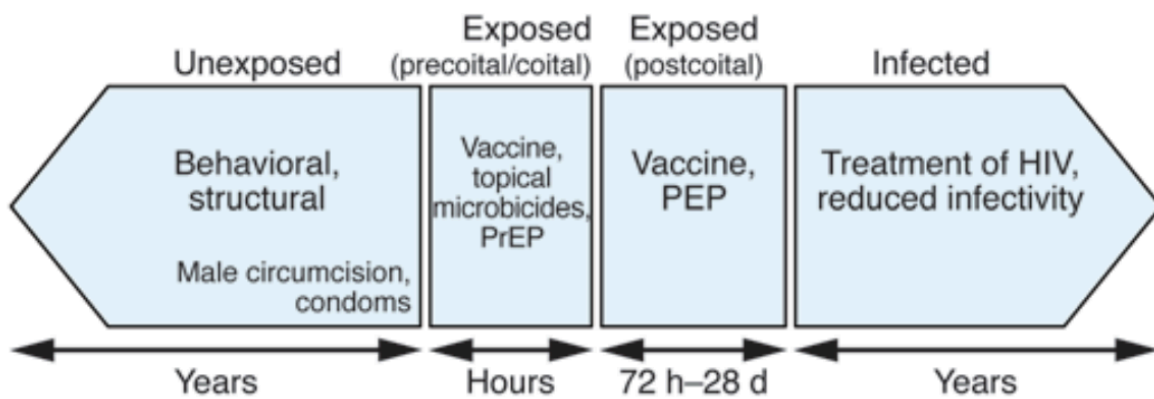 Unexposed
Exposed
(precoital/coital)
Exposed
(postcoital)
Infected
Behavioral,
structural
Male circumcision,
condoms
Vaccine,
topical
microbicides,
PrEP
Vaccine,
PEP
Treatment of HIV,
reduced infectivity
Years
Hours
72 h–28 d
Years